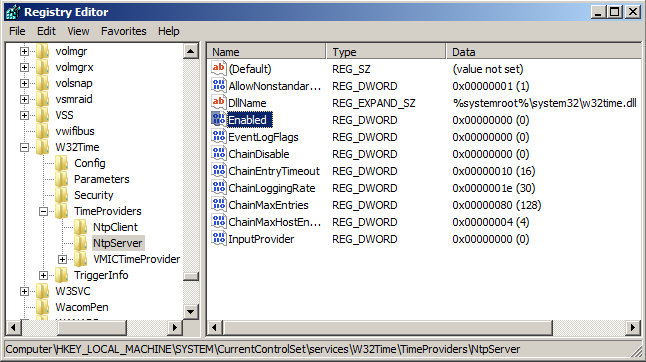 Registry Editor
File Edit View Favorites Help
volmgr
volmgrx
volsnap
vsmraid
VSS
vwifibus
W32Time
Config
Parameters
Security
TimeProviders
NtpClient
NtpServer
VMICTimeProvider
TriggerInfo
W3SVC
WacomPen
Name Type Data
(Default) REG_SZ (value not set)
AllowNonstandar... REG_DWORD 0x00000001 (1)
DllName REG_EXPAND_SZ %systemroot%\system32\w32time.dll
Enabled REG_DWORD 0x00000000 (0)
EventLogFlags REG_DWORD 0x00000000 (0)
ChainDisable REG_DWORD 0x00000000 (0)
ChainEntryTimeout REG_DWORD 0x00000010 (16)
ChainLoggingRate REG_DWORD 0x0000001e (30)
ChainMaxEntries REG_DWORD 0x00000080 (128)
ChainMaxHostEn... REG_DWORD 0x00000004 (4)
InputProvider REG_DWORD 0x00000000 (0)
Computer\HKEY_LOCAL_MACHINE\SYSTEM\CurrentControlSet\services\W32Time\TimeProviders\NtpServer